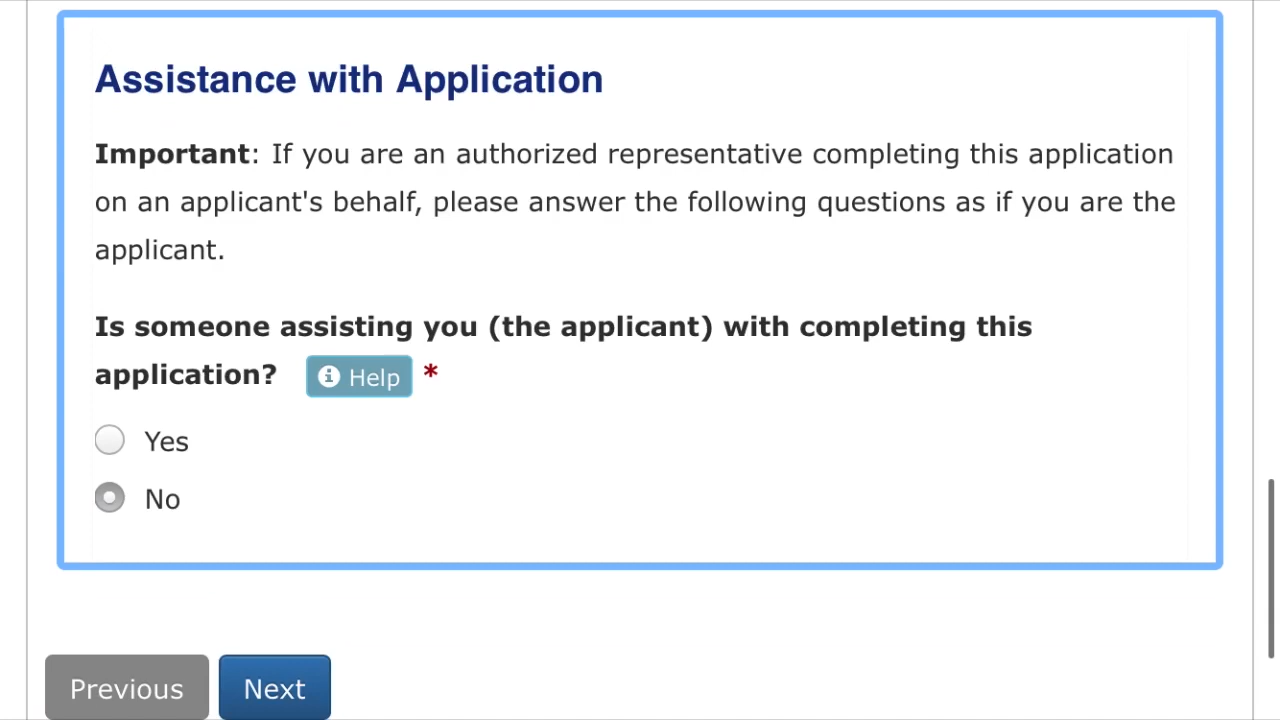 Assistance with Application
Important: If you are an authorized representative completing this application
on an applicant's behalf, please answer the following questions as if you are the
applicant.
Is someone assisting you (the applicant) with completing this
application? Help *
Yes
No
Previous Next